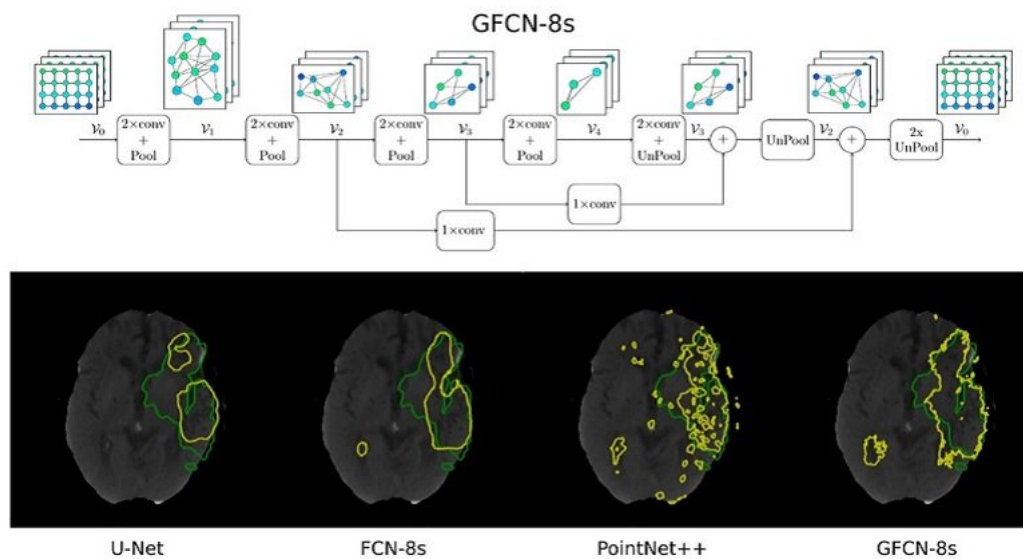 GFCN-8s
𝒱₀
2×conv
+
Pool
𝒱₁
2×conv
+
Pool
𝒱₂
2×conv
+
Pool
𝒱₃
2×conv
+
Pool
𝒱₄
2×conv
+
UnPool
𝒱₃
+
UnPool
𝒱₂
+
2x
UnPool
𝒱₀
1×conv
1×conv
U-Net FCN-8s PointNet++ GFCN-8s